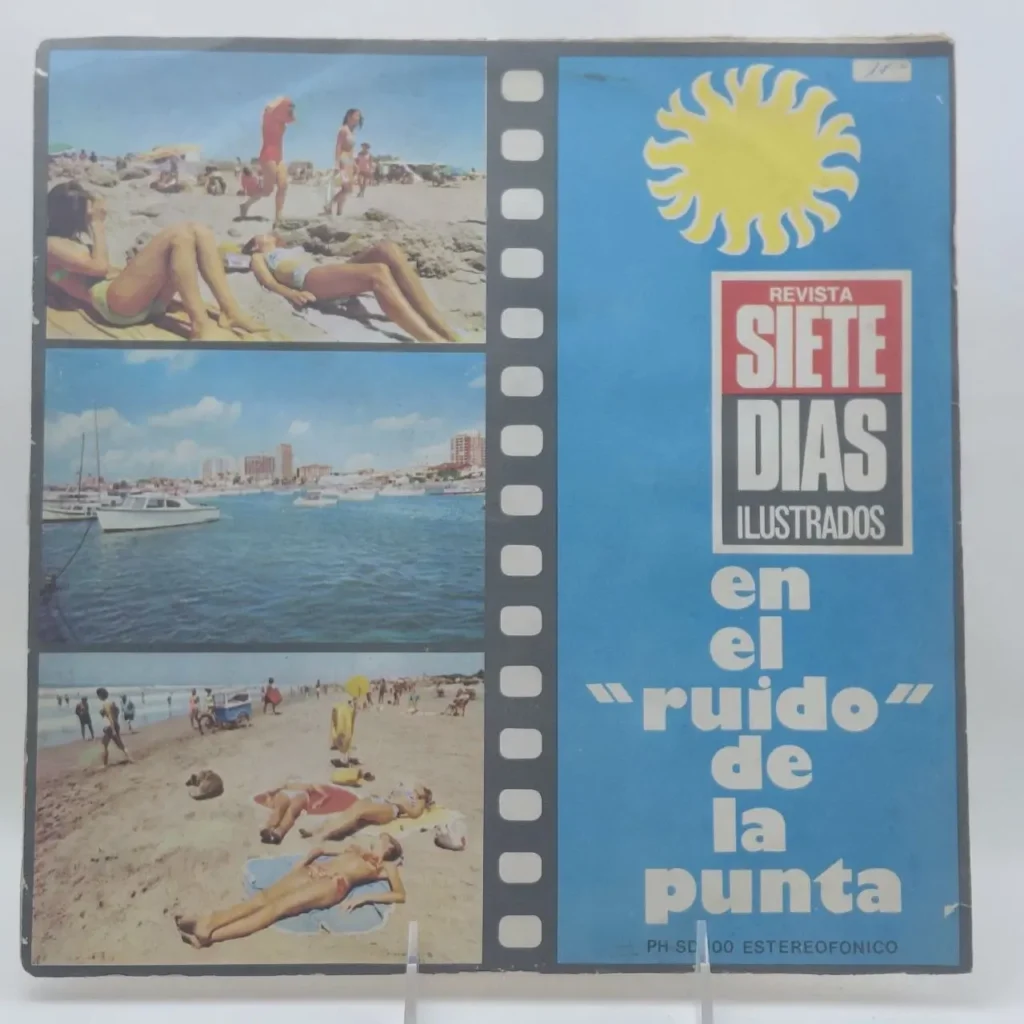 REVISTA
SIETE
DIAS
ILUSTRADOS
en
el
"ruido"
de
la
punta
ESTEREOFONICO